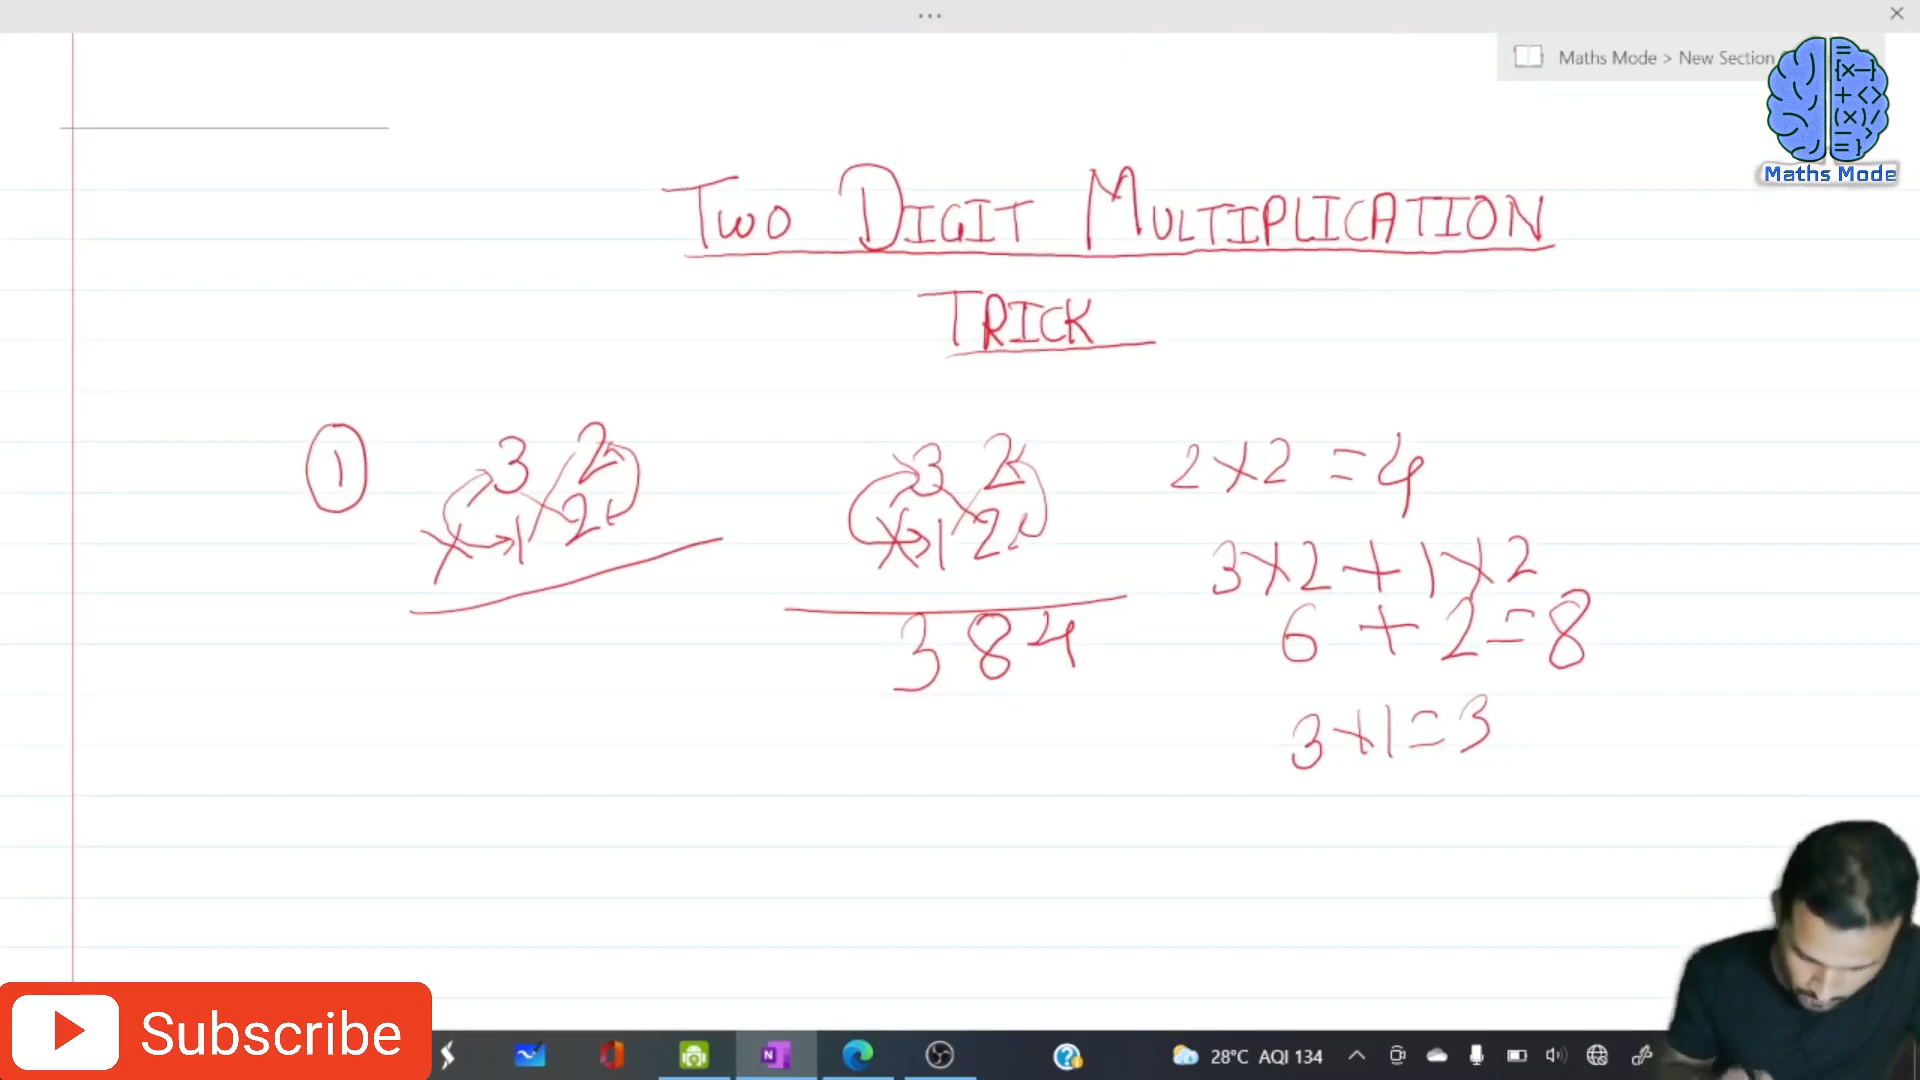 ...
Maths Mode > New Section
Maths Mode
TWO DIGIT MULTIPLICATION
TRICK
1
3 2
× 1 2
3 2
× 1 2
3 8 4
2×2 = 4
3×2 + 1×2
6 + 2 = 8
3×1=3
Subscribe
28°C AQI 134